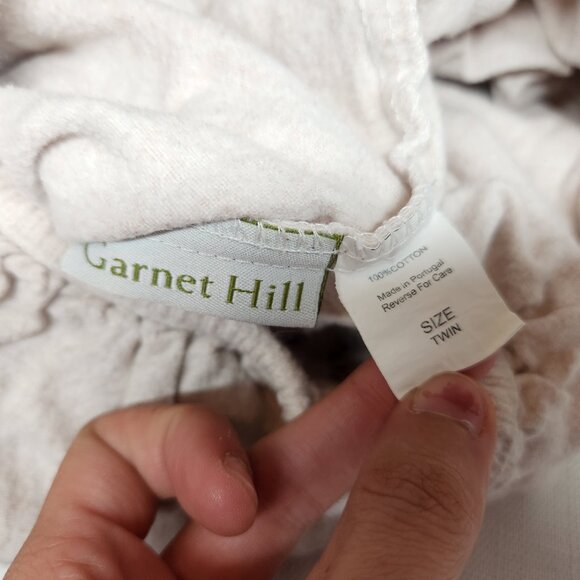 Garnet Hill
100%COTTON
Made in Portugal
Reverse For Care
SIZE
TWIN